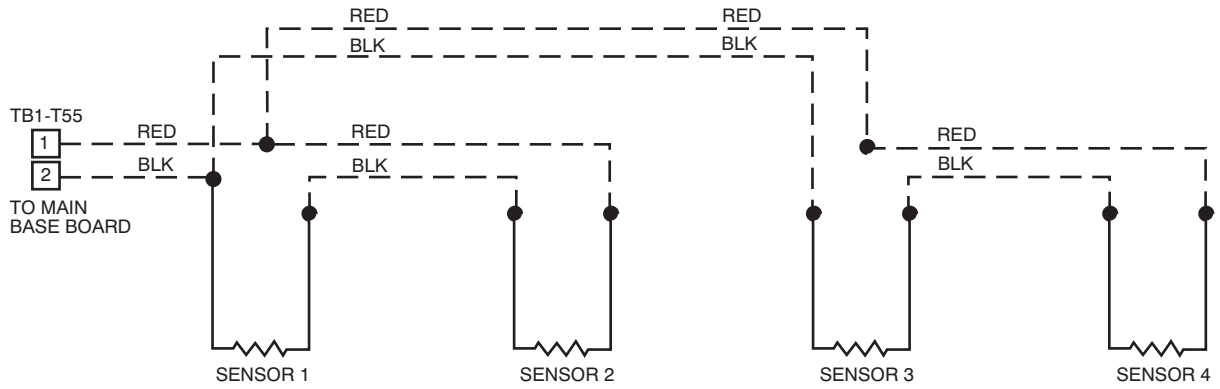 RED
RED
BLK
BLK
TB1-T55
1
RED
RED
RED
2
BLK
BLK
BLK
TO MAIN
BASE BOARD
SENSOR 1
SENSOR 2
SENSOR 3
SENSOR 4